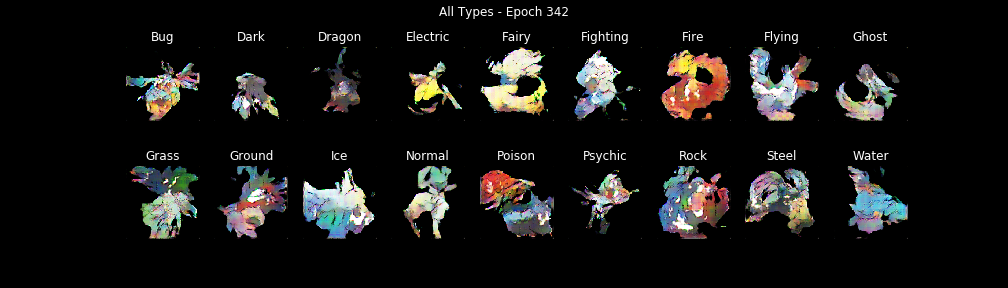 All Types - Epoch 342
Bug Dark Dragon Electric Fairy Fighting Fire Flying Ghost
Grass Ground Ice Normal Poison Psychic Rock Steel Water